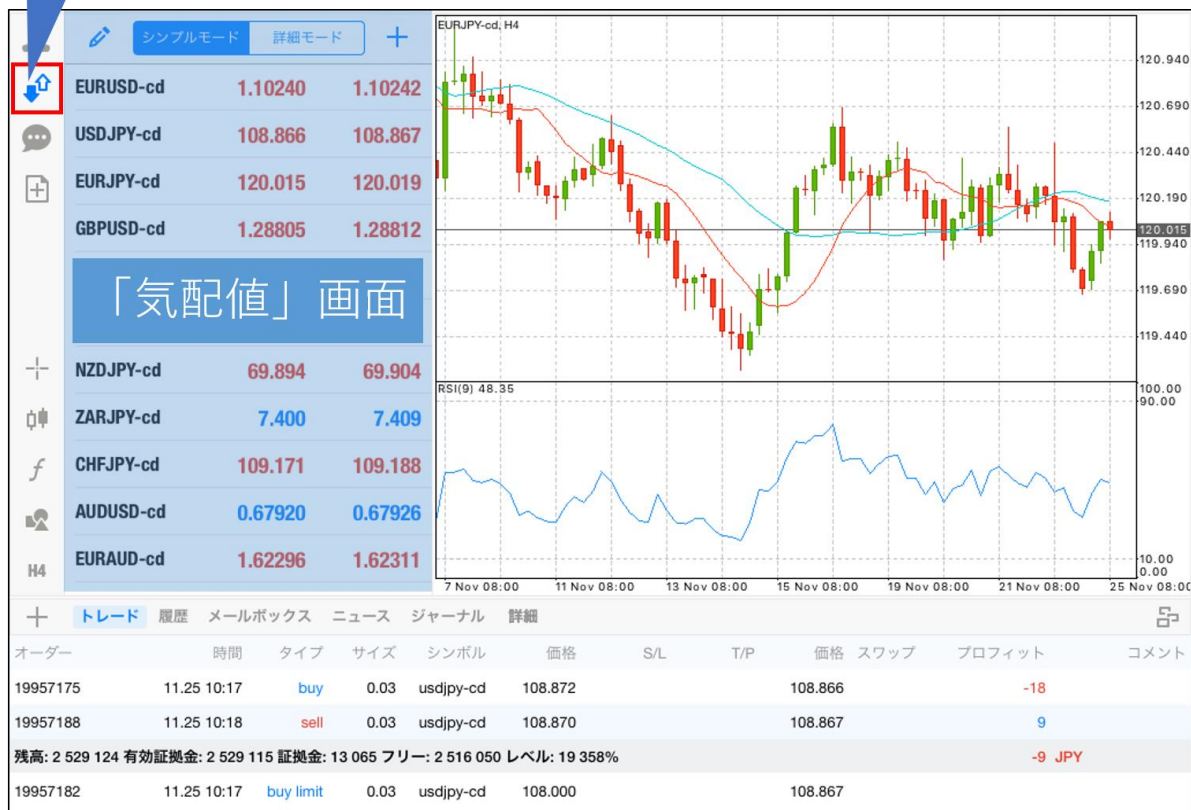 シンプルモード 詳細モード
EURUSD-cd 1.10240 1.10242
USDJPY-cd 108.866 108.867
EURJPY-cd 120.015 120.019
GBPUSD-cd 1.28805 1.28812
「気配値」画面
NZDJPY-cd 69.894 69.904
ZARJPY-cd 7.400 7.409
CHFJPY-cd 109.171 109.188
AUDUSD-cd 0.67920 0.67926
EURAUD-cd 1.62296 1.62311
f
H4
EURJPY-cd, H4
120.940
120.690
120.440
120.190
120.015
119.940
119.690
119.440
RSI(9) 48.35
100.00
90.00
10.00
0.00
7 Nov 08:00 11 Nov 08:00 13 Nov 08:00 15 Nov 08:00 19 Nov 08:00 21 Nov 08:00 25 Nov 08:00
トレード 履歴 メールボックス ニュース ジャーナル 詳細
オーダー 時間 タイプ サイズ シンボル 価格 S/L T/P 価格 スワップ プロフィット コメント
19957175 11.25 10:17 buy 0.03 usdjpy-cd 108.872 108.866 -18
19957188 11.25 10:18 sell 0.03 usdjpy-cd 108.870 108.867 9
残高: 2 529 124 有効証拠金: 2 529 115 証拠金: 13 065 フリー: 2 516 050 レベル: 19 358% -9 JPY
19957182 11.25 10:17 buy limit 0.03 usdjpy-cd 108.000 108.867